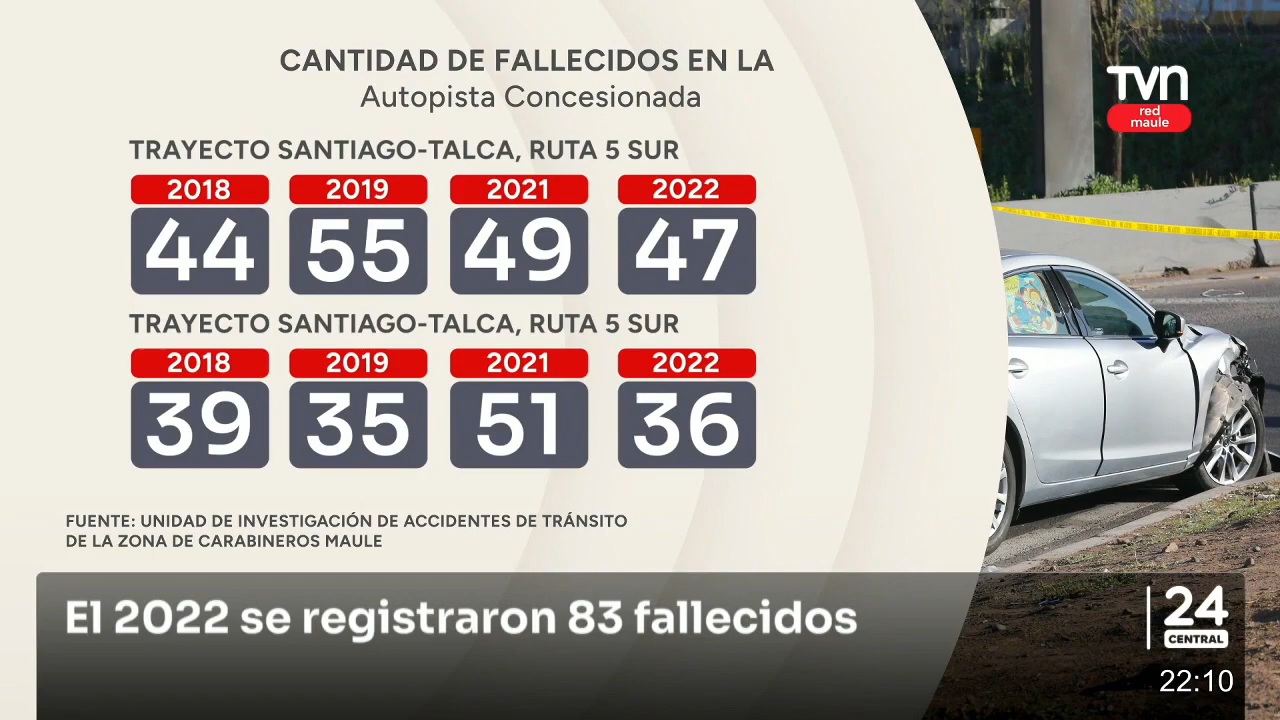 CANTIDAD DE FALLECIDOS EN LA
Autopista Concesionada
TVN
red
maule
TRAYECTO SANTIAGO-TALCA, RUTA 5 SUR
2018 2019 2021 2022
44 55 49 47
TRAYECTO SANTIAGO-TALCA, RUTA 5 SUR
2018 2019 2021 2022
39 35 51 36
FUENTE: UNIDAD DE INVESTIGACIÓN DE ACCIDENTES DE TRÁNSITO
DE LA ZONA DE CARABINEROS MAULE
El 2022 se registraron 83 fallecidos
24
CENTRAL
22:10